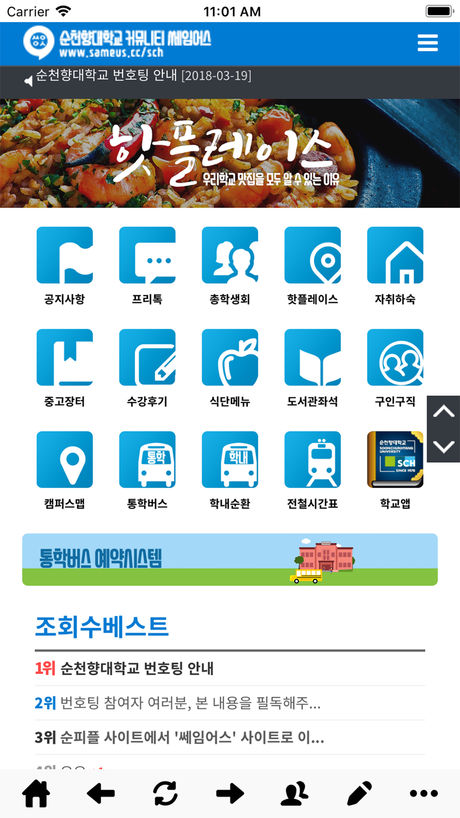 Carrier 11:01 AM
쌩얼스 순천향대학교 커뮤니티 쎄임어스
www.sameus.cc/sch
순천향대학교 번호팅 안내 [2018-03-19]
핫플레이스
우리학교 맛집을 모두 알 수 있는 이유
공지사항 프리톡 총학생회 핫플레이스 자취하숙
중고장터 수강후기 식단메뉴 도서관좌석 구인구직
통학 학내 순천향대학교
SOONCHUNHYANG
UNIVERSITY
SCH
SINCE 1978
캠퍼스맵 통학버스 학내순환 전철시간표 학교앱
통학버스 예약시스템
조회수베스트
1위 순천향대학교 번호팅 안내
2위 번호팅 참여자 여러분, 본 내용을 필독해주...
3위 순피플 사이트에서 '쎄임어스' 사이트로 이...